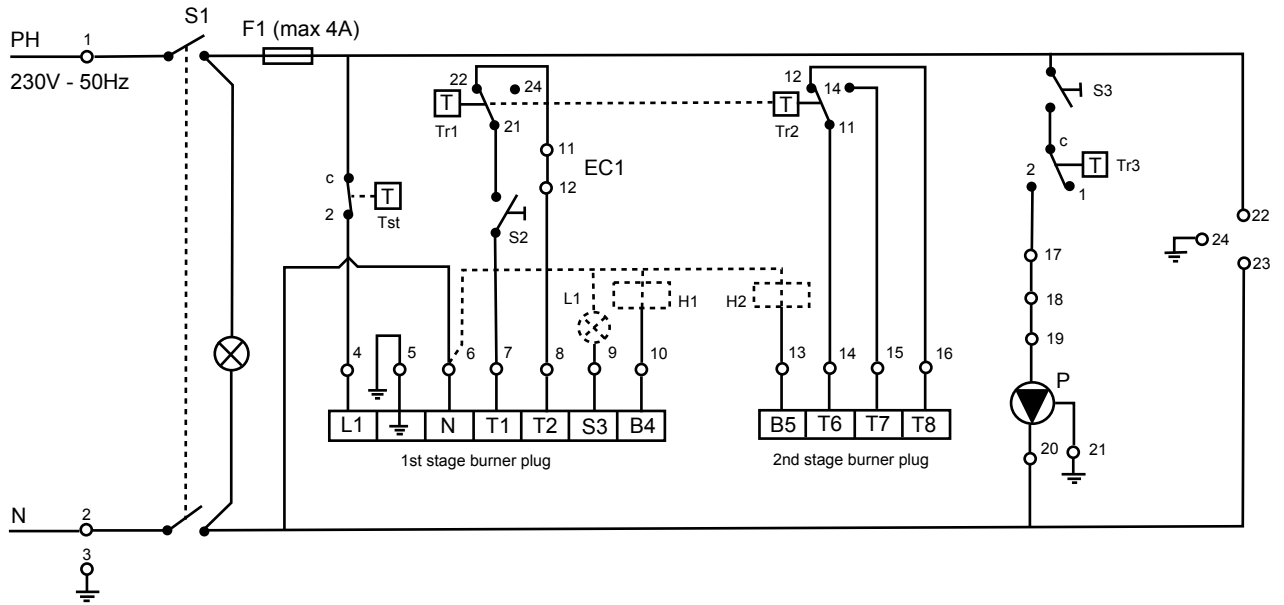 S1
PH 1 F1 (max 4A)
230V - 50Hz
22 24 12 14 S3
T T
Tr1 21 Tr2 11
11 C
EC1 2 T Tr3
C 12 1
T
2 Tst S2
22
24
17 23
L1 H1 H2
18
4 5 6 7 8 9 10 13 14 15 16 19
P
L1 N T1 T2 S3 B4 B5 T6 T7 T8
1st stage burner plug 2nd stage burner plug 20 21
N 2
3